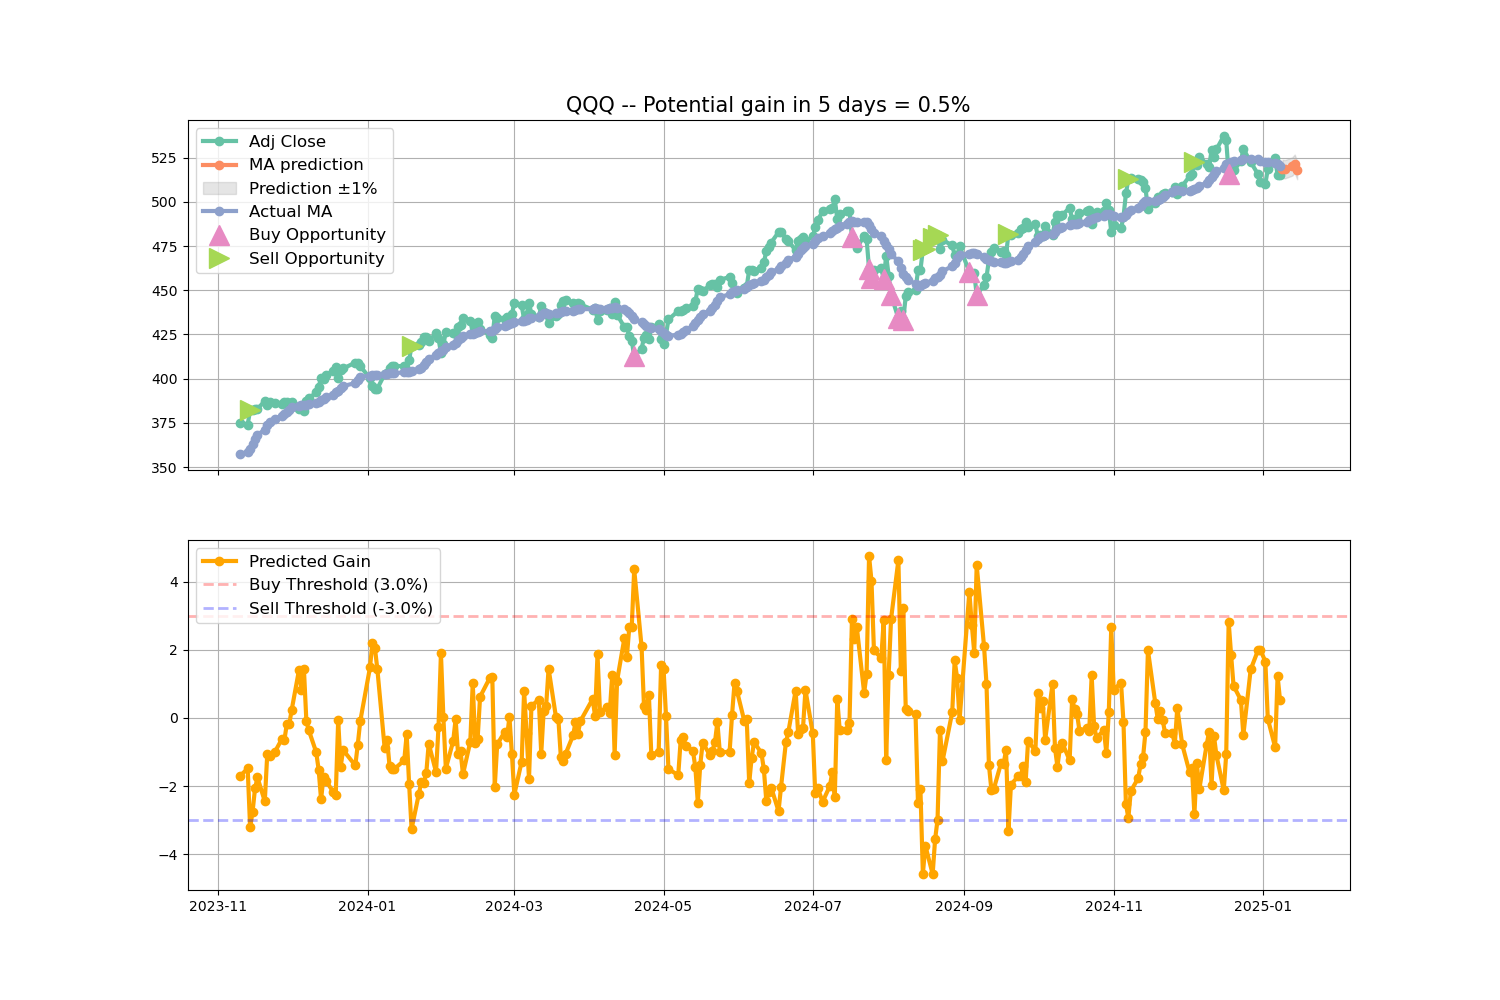 QQQ -- Potential gain in 5 days = 0.5%
Adj Close
MA prediction
Prediction ±1%
Actual MA
Buy Opportunity
Sell Opportunity
525
500
475
450
425
400
375
350
Predicted Gain
Buy Threshold (3.0%)
Sell Threshold (-3.0%)
4
2
0
−2
−4
2023-11 2024-01 2024-03 2024-05 2024-07 2024-09 2024-11 2025-01